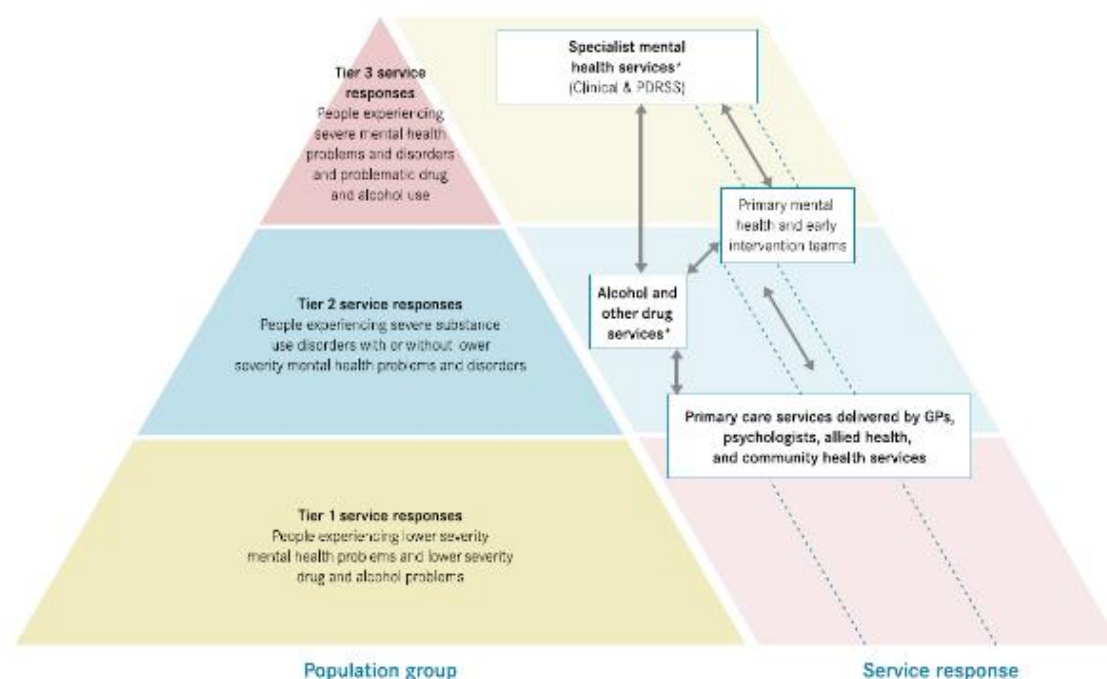 Tier 3 service
responses
People experiencing
severe mental health
problems and disorders
and problematic drug
and alcohol use
Tier 2 service responses
People experiencing severe substance
use disorders with or without lower
severity mental health problems and disorders
Tier 1 service responses
People experiencing lower severity
mental health problems and lower severity
drug and alcohol problems
Population group
Specialist mental
health services*
(Clinical & PDRSS)
Primary mental
health and early
intervention teams
Alcohol and
other drug
services*
Primary care services delivered by GPs,
psychologists, allied health,
and community health services
Service response